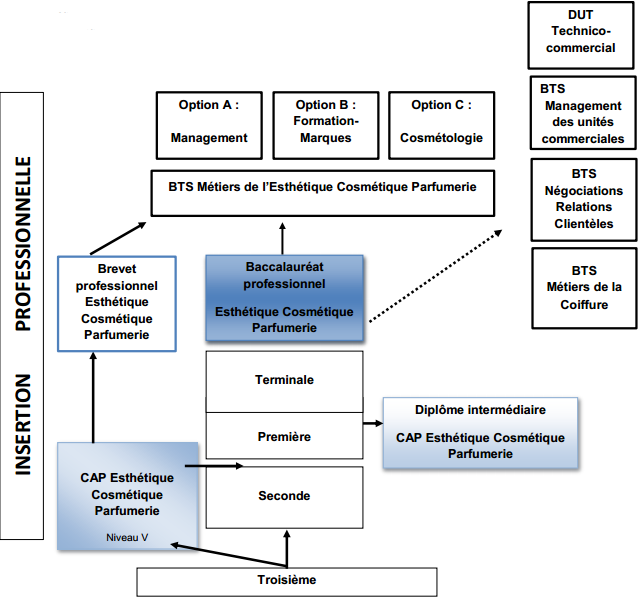 DUT
Technico-
commercial
BTS
Management
des unités
commerciales
Option A :
Management
Option B :
Formation-
Marques
Option C :
Cosmétologie
BTS Métiers de l'Esthétique Cosmétique Parfumerie
BTS
Négociations
Relations
Clientèles
BTS
Métiers de la
Coiffure
INSERTION PROFESSIONNELLE
Brevet
professionnel
Esthétique
Cosmétique
Parfumerie
Baccalauréat
professionnel
Esthétique Cosmétique
Parfumerie
Terminale
Première
Diplôme intermédiaire
CAP Esthétique Cosmétique
Parfumerie
CAP Esthétique
Cosmétique
Parfumerie
Niveau V
Seconde
Troisième